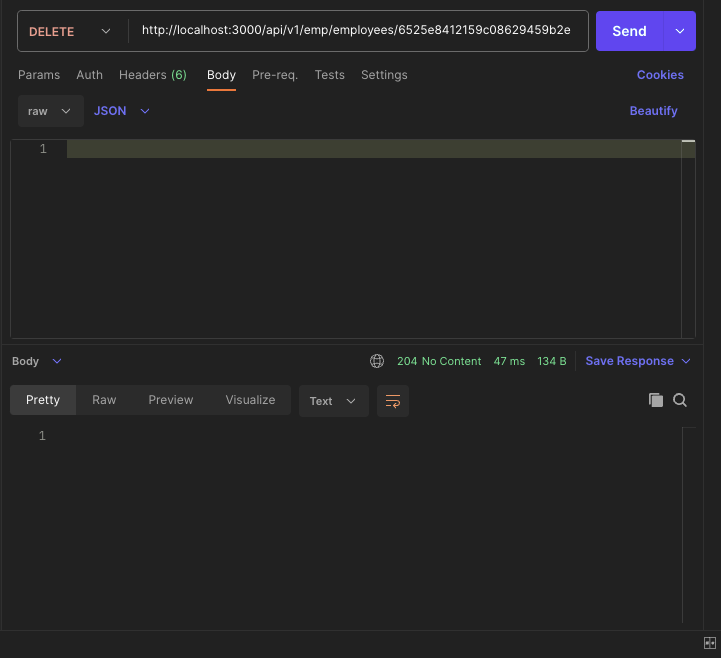 DELETE http://localhost:3000/api/v1/emp/employees/6525e8412159c08629459b2e Send
Params Auth Headers (6) Body Pre-req. Tests Settings Cookies
raw JSON Beautify
1
Body 204 No Content 47 ms 134 B Save Response
Pretty Raw Preview Visualize Text
1